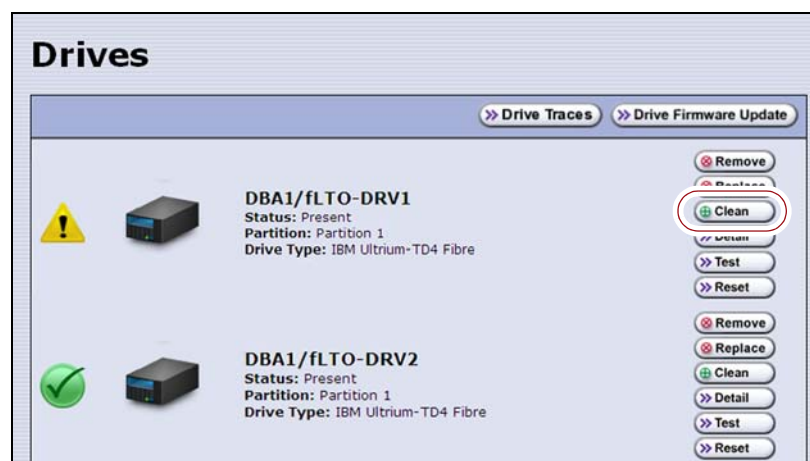 Drives
Drive Traces
Drive Firmware Update
Remove
Replace
DBA1/fLTO-DRV1
Clean
Status: Present
Partition: Partition 1
Detail
Drive Type: IBM Ultrium-TD4 Fibre
Test
Reset
Remove
Replace
DBA1/fLTO-DRV2
Clean
Status: Present
Partition: Partition 1
Detail
Drive Type: IBM Ultrium-TD4 Fibre
Test
Reset